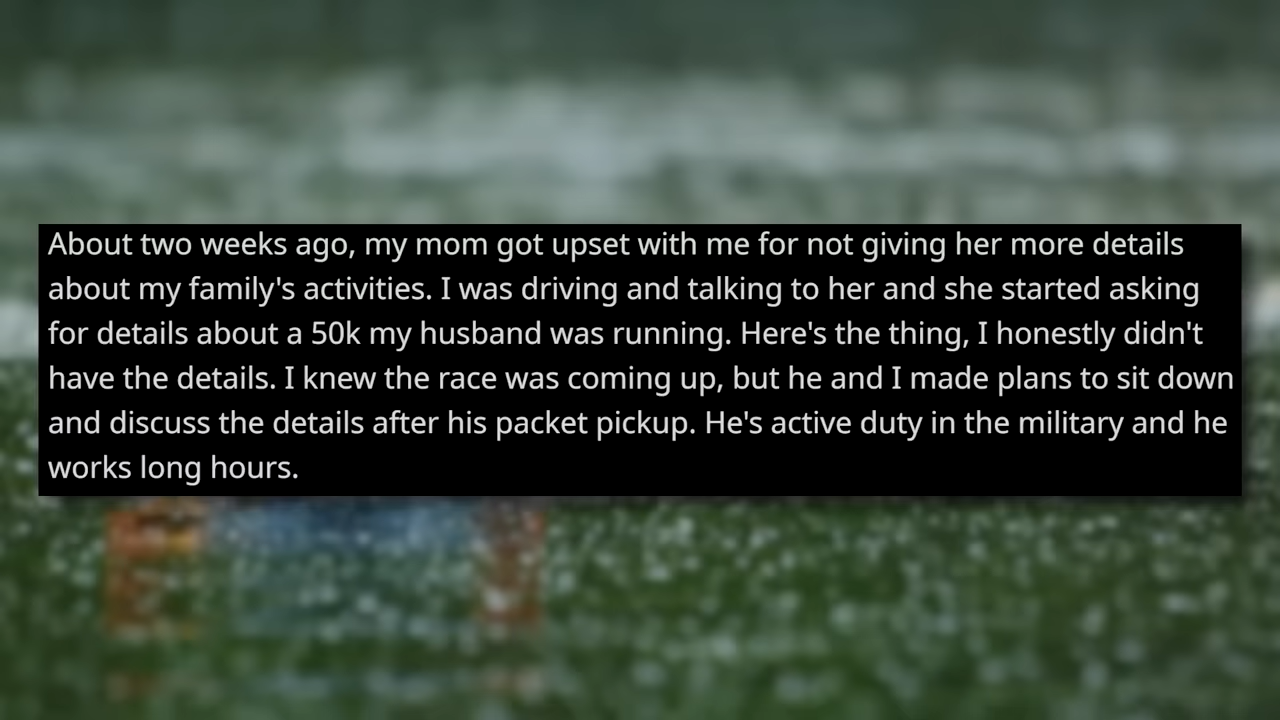 About two weeks ago, my mom got upset with me for not giving her more details
about my family's activities. I was driving and talking to her and she started asking
for details about a 50k my husband was running. Here's the thing, I honestly didn't
have the details. I knew the race was coming up, but he and I made plans to sit down
and discuss the details after his packet pickup. He's active duty in the military and he
works long hours.